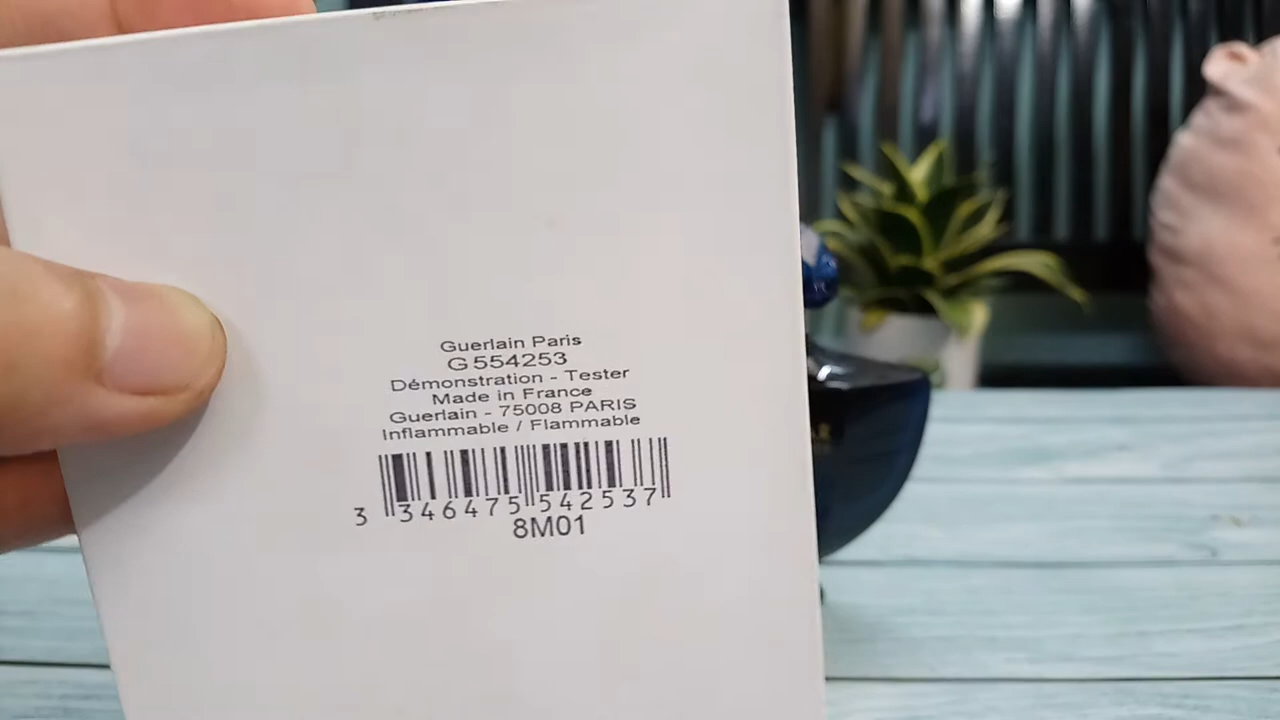 Guerlain Paris
G 554253
Démonstration - Tester
Made in France
Guerlain - 75008 PARIS
Inflammable / Flammable
3 346475 542537
8M01